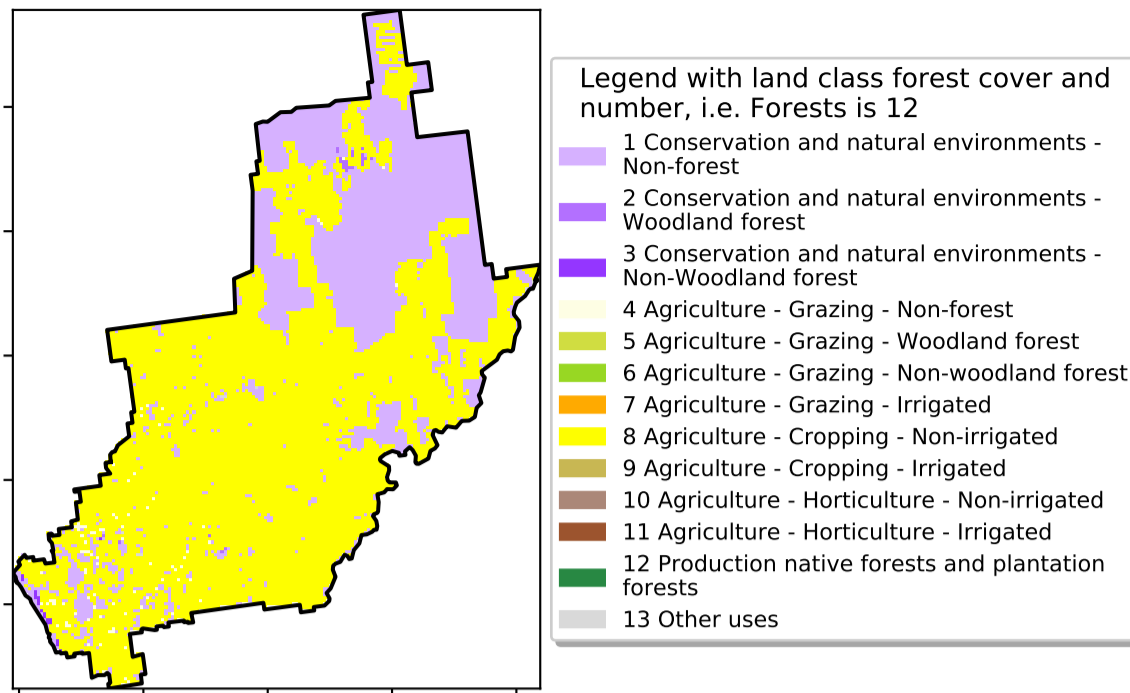 Legend with land class forest cover and
number, i.e. Forests is 12
1 Conservation and natural environments -
Non-forest
2 Conservation and natural environments -
Woodland forest
3 Conservation and natural environments -
Non-Woodland forest
4 Agriculture - Grazing - Non-forest
5 Agriculture - Grazing - Woodland forest
6 Agriculture - Grazing - Non-woodland forest
7 Agriculture - Grazing - Irrigated
8 Agriculture - Cropping - Non-irrigated
9 Agriculture - Cropping - Irrigated
10 Agriculture - Horticulture - Non-irrigated
11 Agriculture - Horticulture - Irrigated
12 Production native forests and plantation
forests
13 Other uses